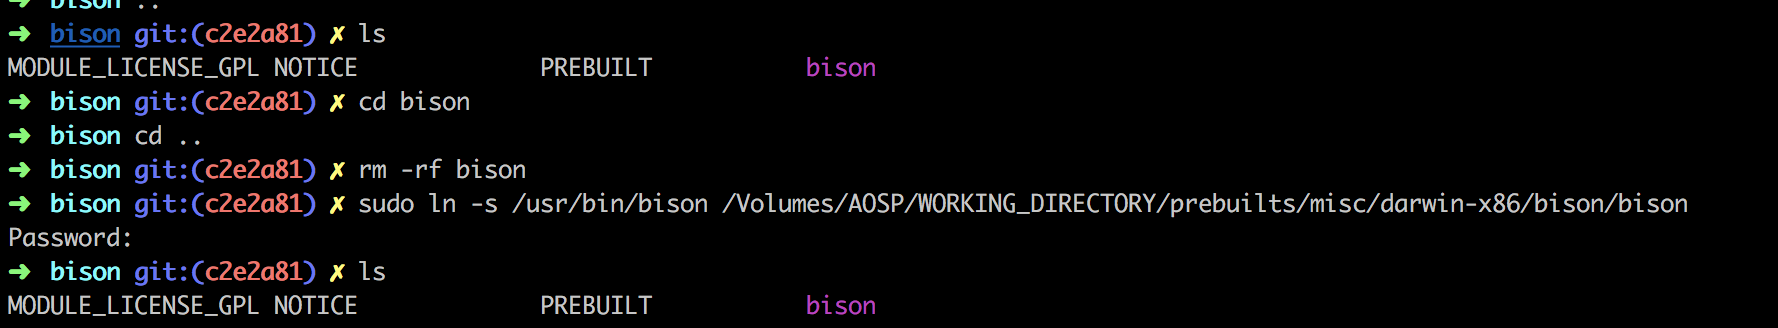 ➜ bison ..
➜ bison git:(c2e2a81) ✗ ls
MODULE_LICENSE_GPL NOTICE PREBUILT bison
➜ bison git:(c2e2a81) ✗ cd bison
➜ bison cd ..
➜ bison git:(c2e2a81) ✗ rm -rf bison
➜ bison git:(c2e2a81) ✗ sudo ln -s /usr/bin/bison /Volumes/AOSP/WORKING_DIRECTORY/prebuilts/misc/darwin-x86/bison/bison
Password:
➜ bison git:(c2e2a81) ✗ ls
MODULE_LICENSE_GPL NOTICE PREBUILT bison